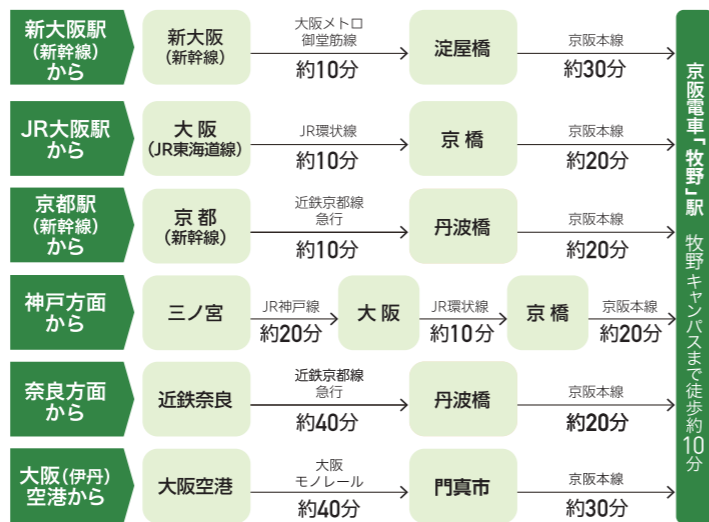 新大阪駅
(新幹線)
から
新大阪
(新幹線)
大阪メトロ
御堂筋線
約10分
淀屋橋
京阪本線
約30分
JR大阪駅
から
大阪
(JR東海道線)
JR環状線
約10分
京橋
京阪本線
約20分
京都駅
(新幹線)
から
京都
(新幹線)
近鉄京都線
急行
約10分
丹波橋
京阪本線
約20分
神戸方面
から
三ノ宮
JR神戸線
約20分
大阪
JR環状線
約10分
京橋
京阪本線
約20分
奈良方面
から
近鉄奈良
近鉄京都線
急行
約40分
丹波橋
京阪本線
約20分
大阪(伊丹)
空港から
大阪空港
大阪
モノレール
約40分
門真市
京阪本線
約30分
京阪電車「牧野」駅 牧野キャンパスまで徒歩約10分